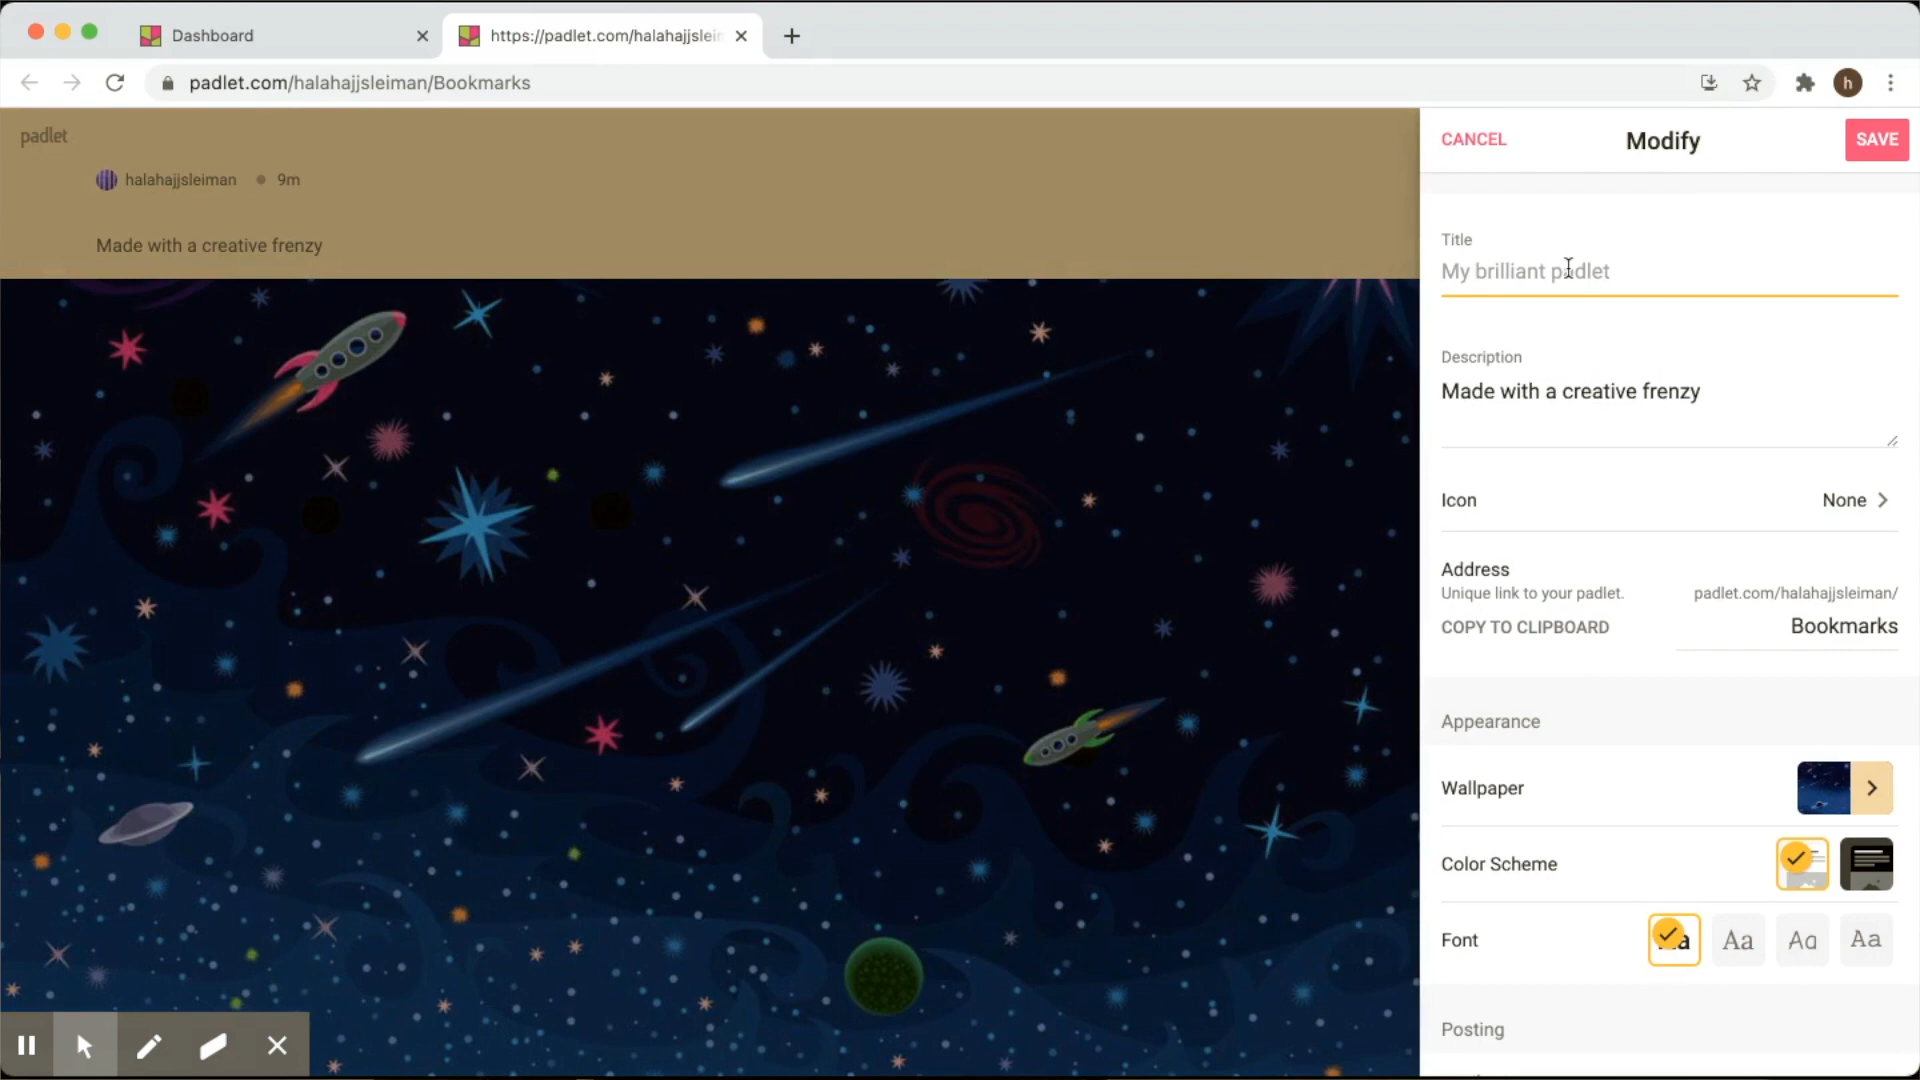 Dashboard
https://padlet.com/halahajjslein
padlet.com/halahajjsleiman/Bookmarks
h
padlet
halahajjsleiman 9m
Made with a creative frenzy
CANCEL
Modify
SAVE
Title
My brilliant padlet
Description
Made with a creative frenzy
Icon
None
Address
Unique link to your padlet.
padlet.com/halahajjsleiman/
COPY TO CLIPBOARD
Bookmarks
Appearance
Wallpaper
Color Scheme
Font
Aa Aa Aa
Posting